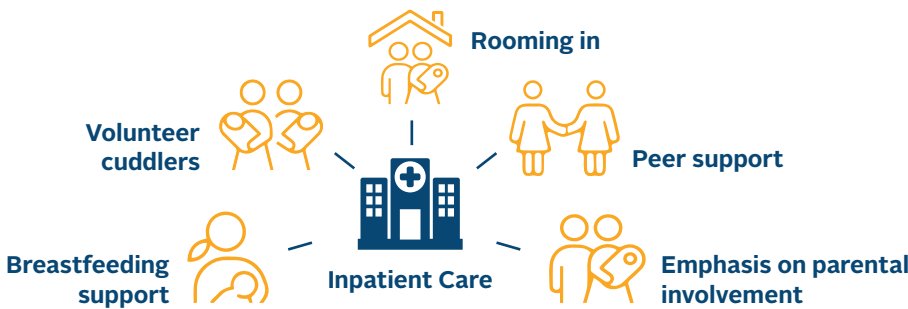 Rooming in
Volunteer
cuddlers
Peer support
Breastfeeding
support
Inpatient Care
Emphasis on parental
involvement